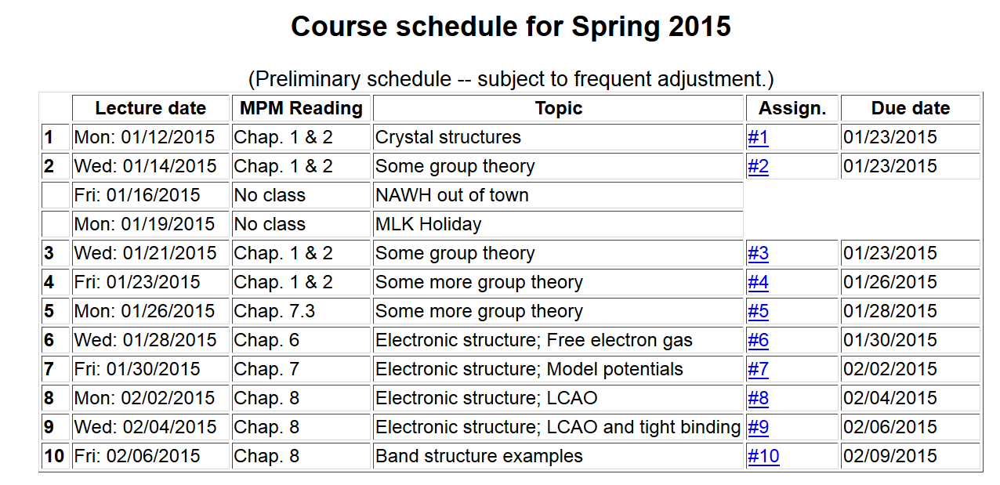 Course schedule for Spring 2015
(Preliminary schedule -- subject to frequent adjustment.)
Lecture date MPM Reading Topic Assign. Due date
1 Mon: 01/12/2015 Chap. 1 & 2 Crystal structures #1 01/23/2015
2 Wed: 01/14/2015 Chap. 1 & 2 Some group theory #2 01/23/2015
Fri: 01/16/2015 No class NAWH out of town
Mon: 01/19/2015 No class MLK Holiday
3 Wed: 01/21/2015 Chap. 1 & 2 Some group theory #3 01/23/2015
4 Fri: 01/23/2015 Chap. 1 & 2 Some more group theory #4 01/26/2015
5 Mon: 01/26/2015 Chap. 7.3 Some more group theory #5 01/28/2015
6 Wed: 01/28/2015 Chap. 6 Electronic structure; Free electron gas #6 01/30/2015
7 Fri: 01/30/2015 Chap. 7 Electronic structure; Model potentials #7 02/02/2015
8 Mon: 02/02/2015 Chap. 8 Electronic structure; LCAO #8 02/04/2015
9 Wed: 02/04/2015 Chap. 8 Electronic structure; LCAO and tight binding #9 02/06/2015
10 Fri: 02/06/2015 Chap. 8 Band structure examples #10 02/09/2015